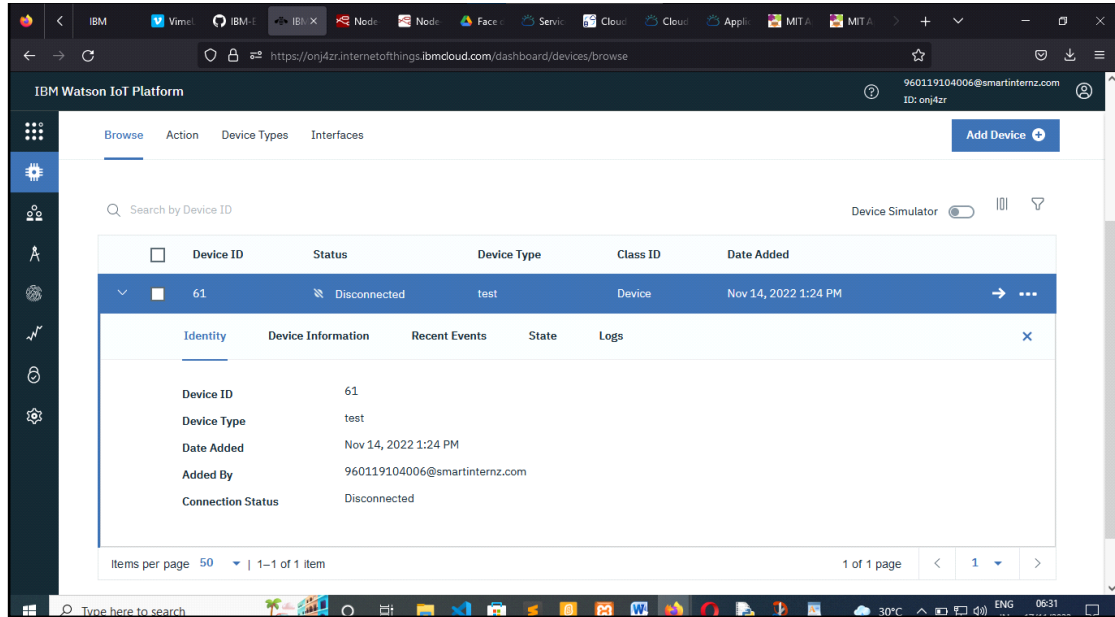 IBM Vimel IBM-E IBM Node- Node- Face d Servic Cloud Cloud Applic MIT A MIT A
https://onj4zr.internetofthings.ibmcloud.com/dashboard/devices/browse
IBM Watson IoT Platform
960119104006@smartinternz.com
ID: onj4zr
Browse Action Device Types Interfaces Add Device
Search by Device ID Device Simulator
Device ID Status Device Type Class ID Date Added
61 Disconnected test Device Nov 14, 2022 1:24 PM
Identity Device Information Recent Events State Logs
Device ID 61
Device Type test
Date Added Nov 14, 2022 1:24 PM
Added By 960119104006@smartinternz.com
Connection Status Disconnected
Items per page 50 | 1–1 of 1 item 1 of 1 page 1
Type here to search 30°C ENG 06:31